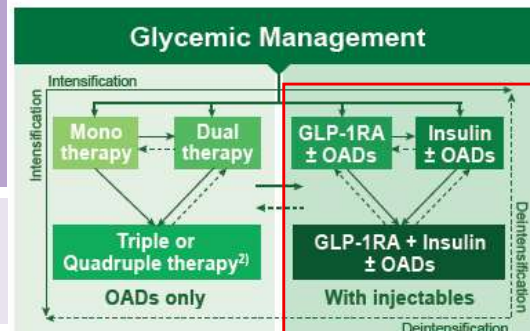 Glycemic Management
Intensification
Intensification
Mono
therapy
Dual
therapy
GLP-1RA
± OADs
Insulin
± OADs
Triple or
Quadruple therapy²⁾
GLP-1RA + Insulin
± OADs
OADs only
With injectables
Deintensification
Deintensification